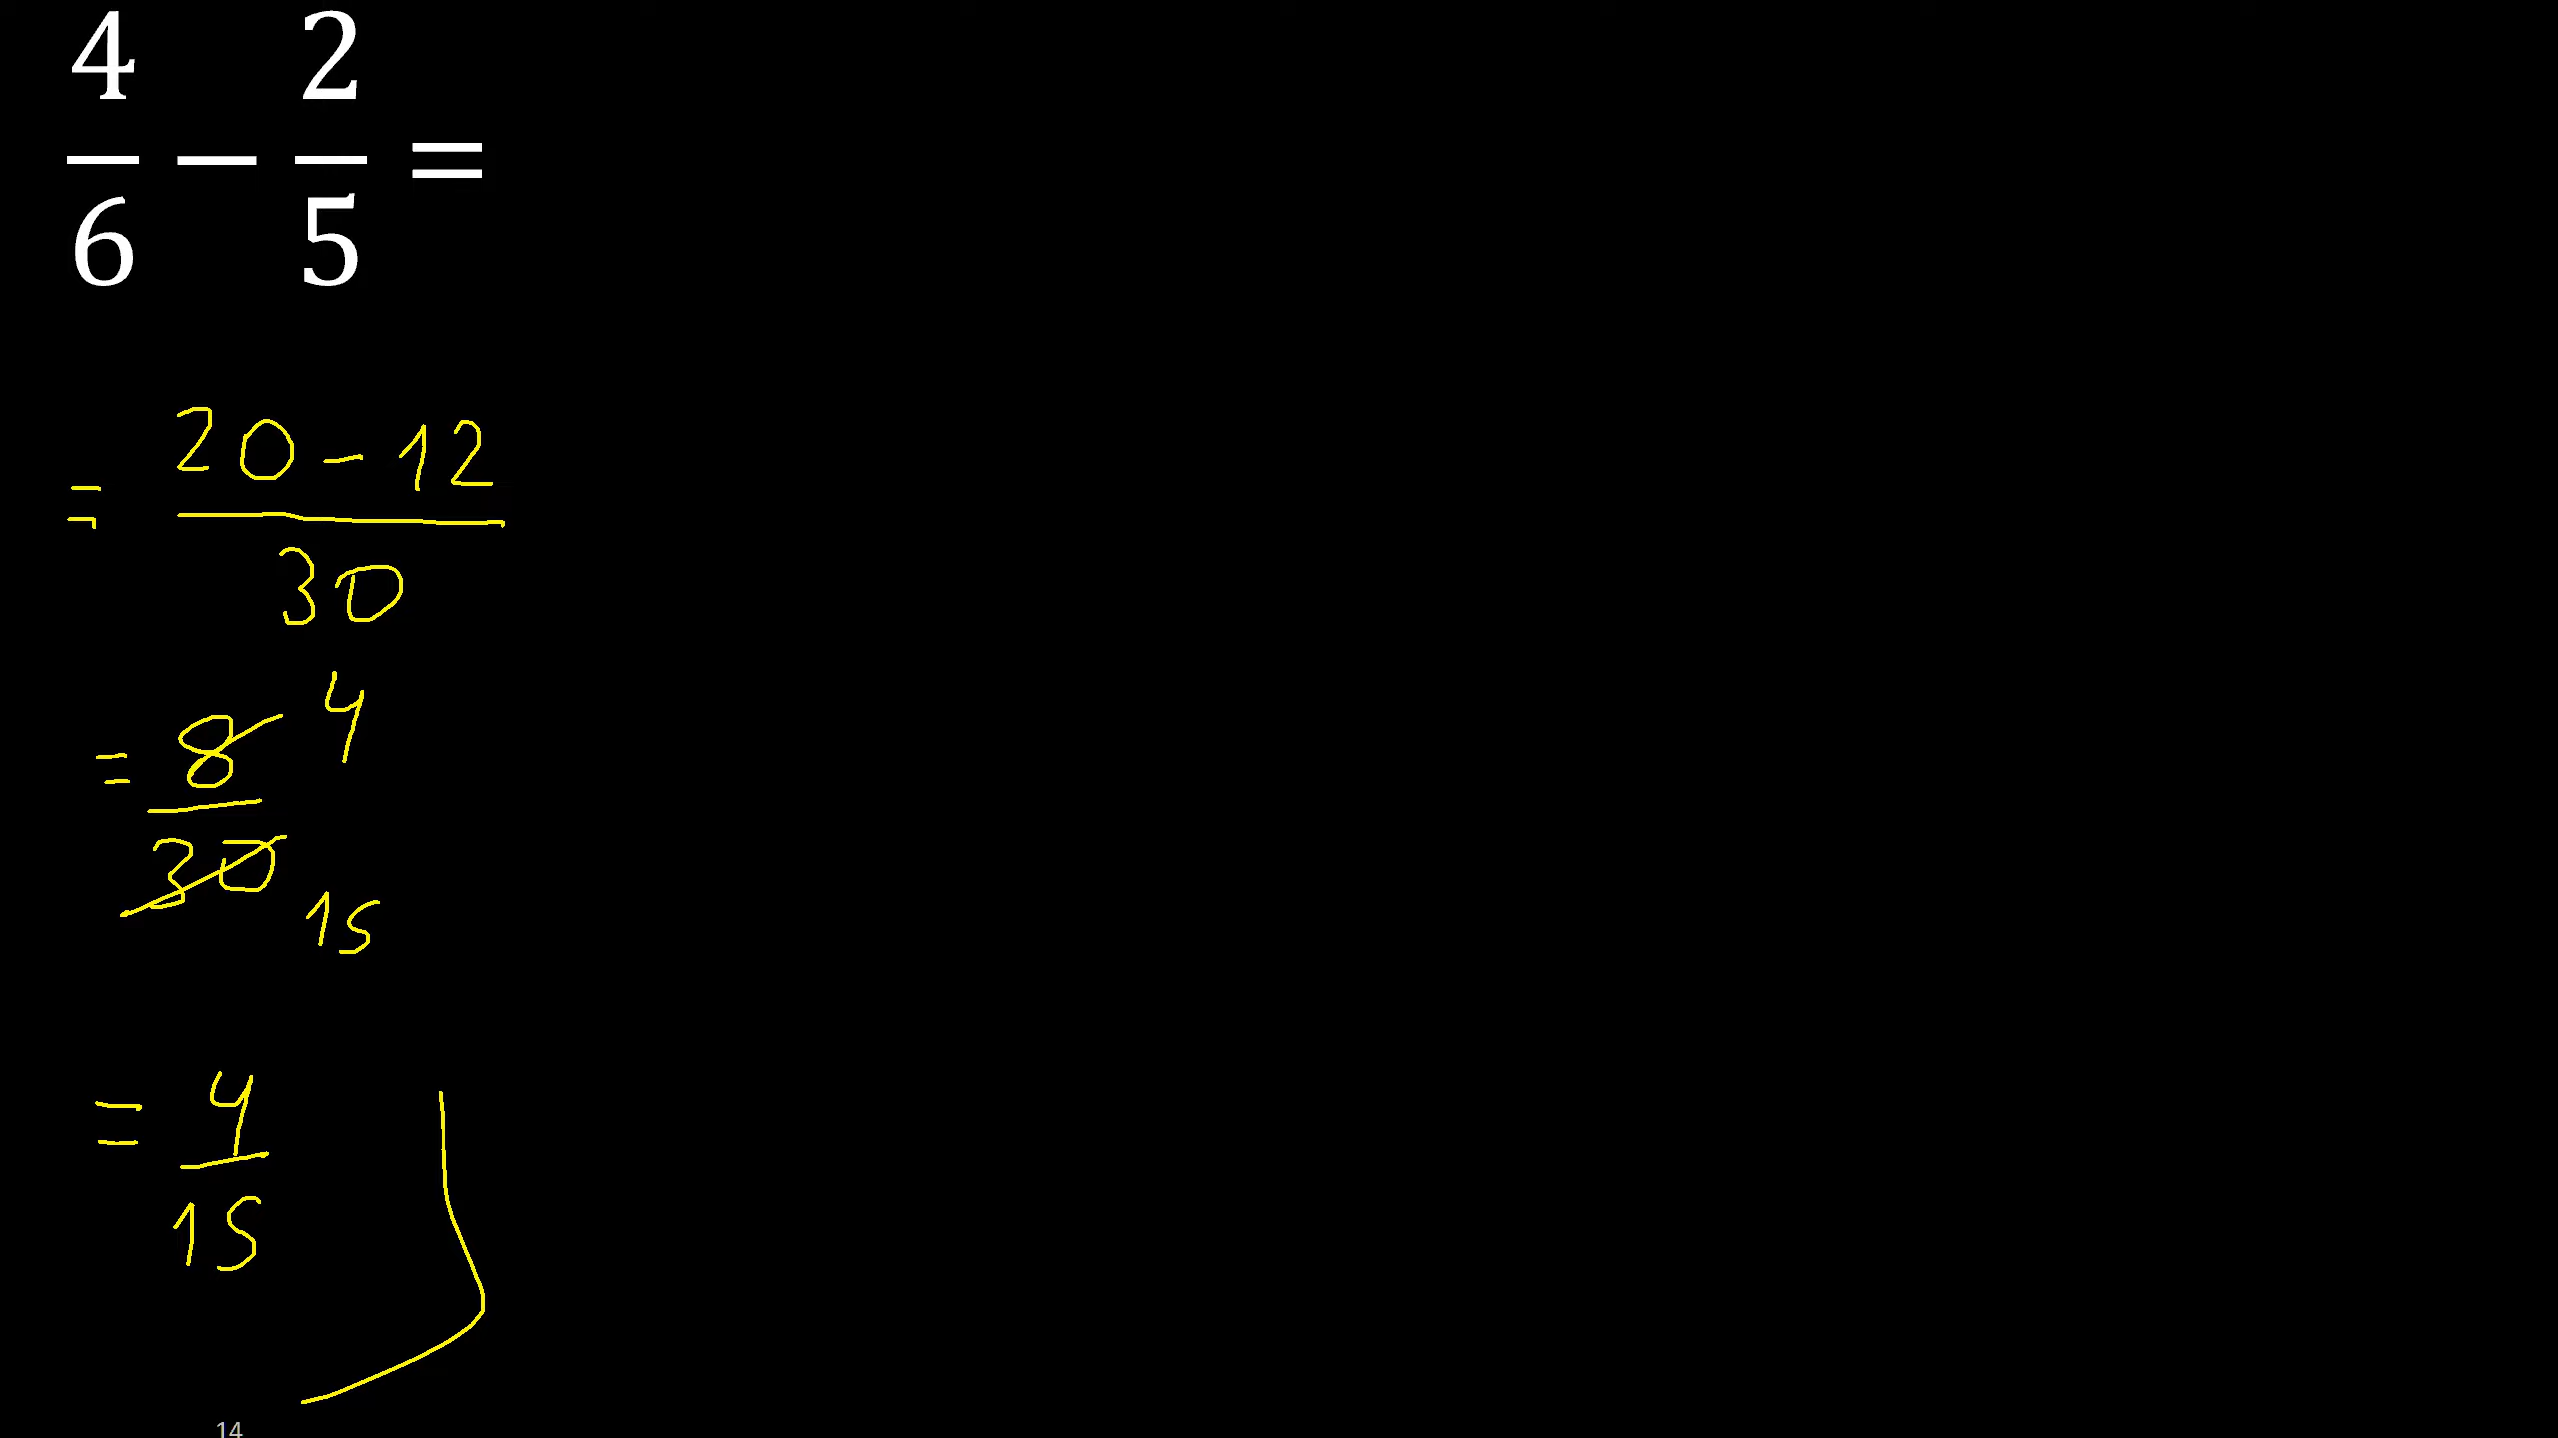 4/6 − 2/5 =
= (20 - 12)/30
= 8/30 4 15
= 4/15
14